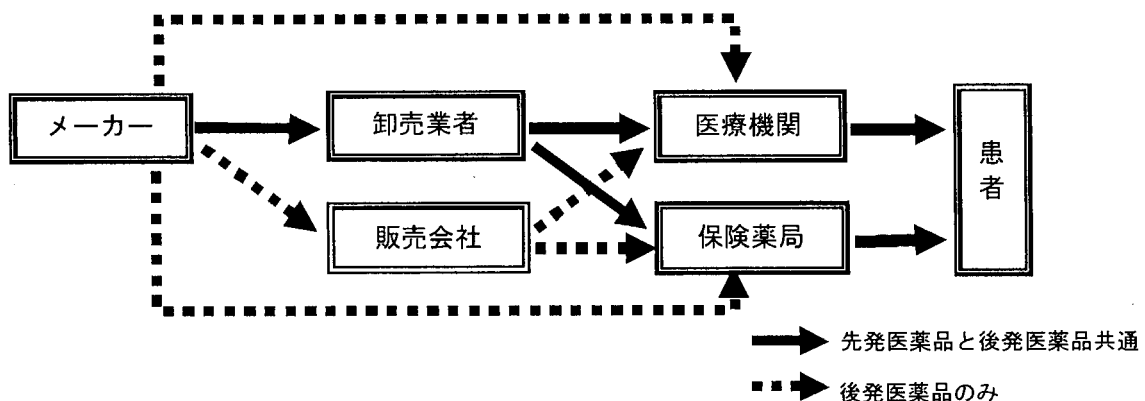 メーカー
卸売業者
医療機関
患者
販売会社
保険薬局
先発医薬品と後発医薬品共通
後発医薬品のみ